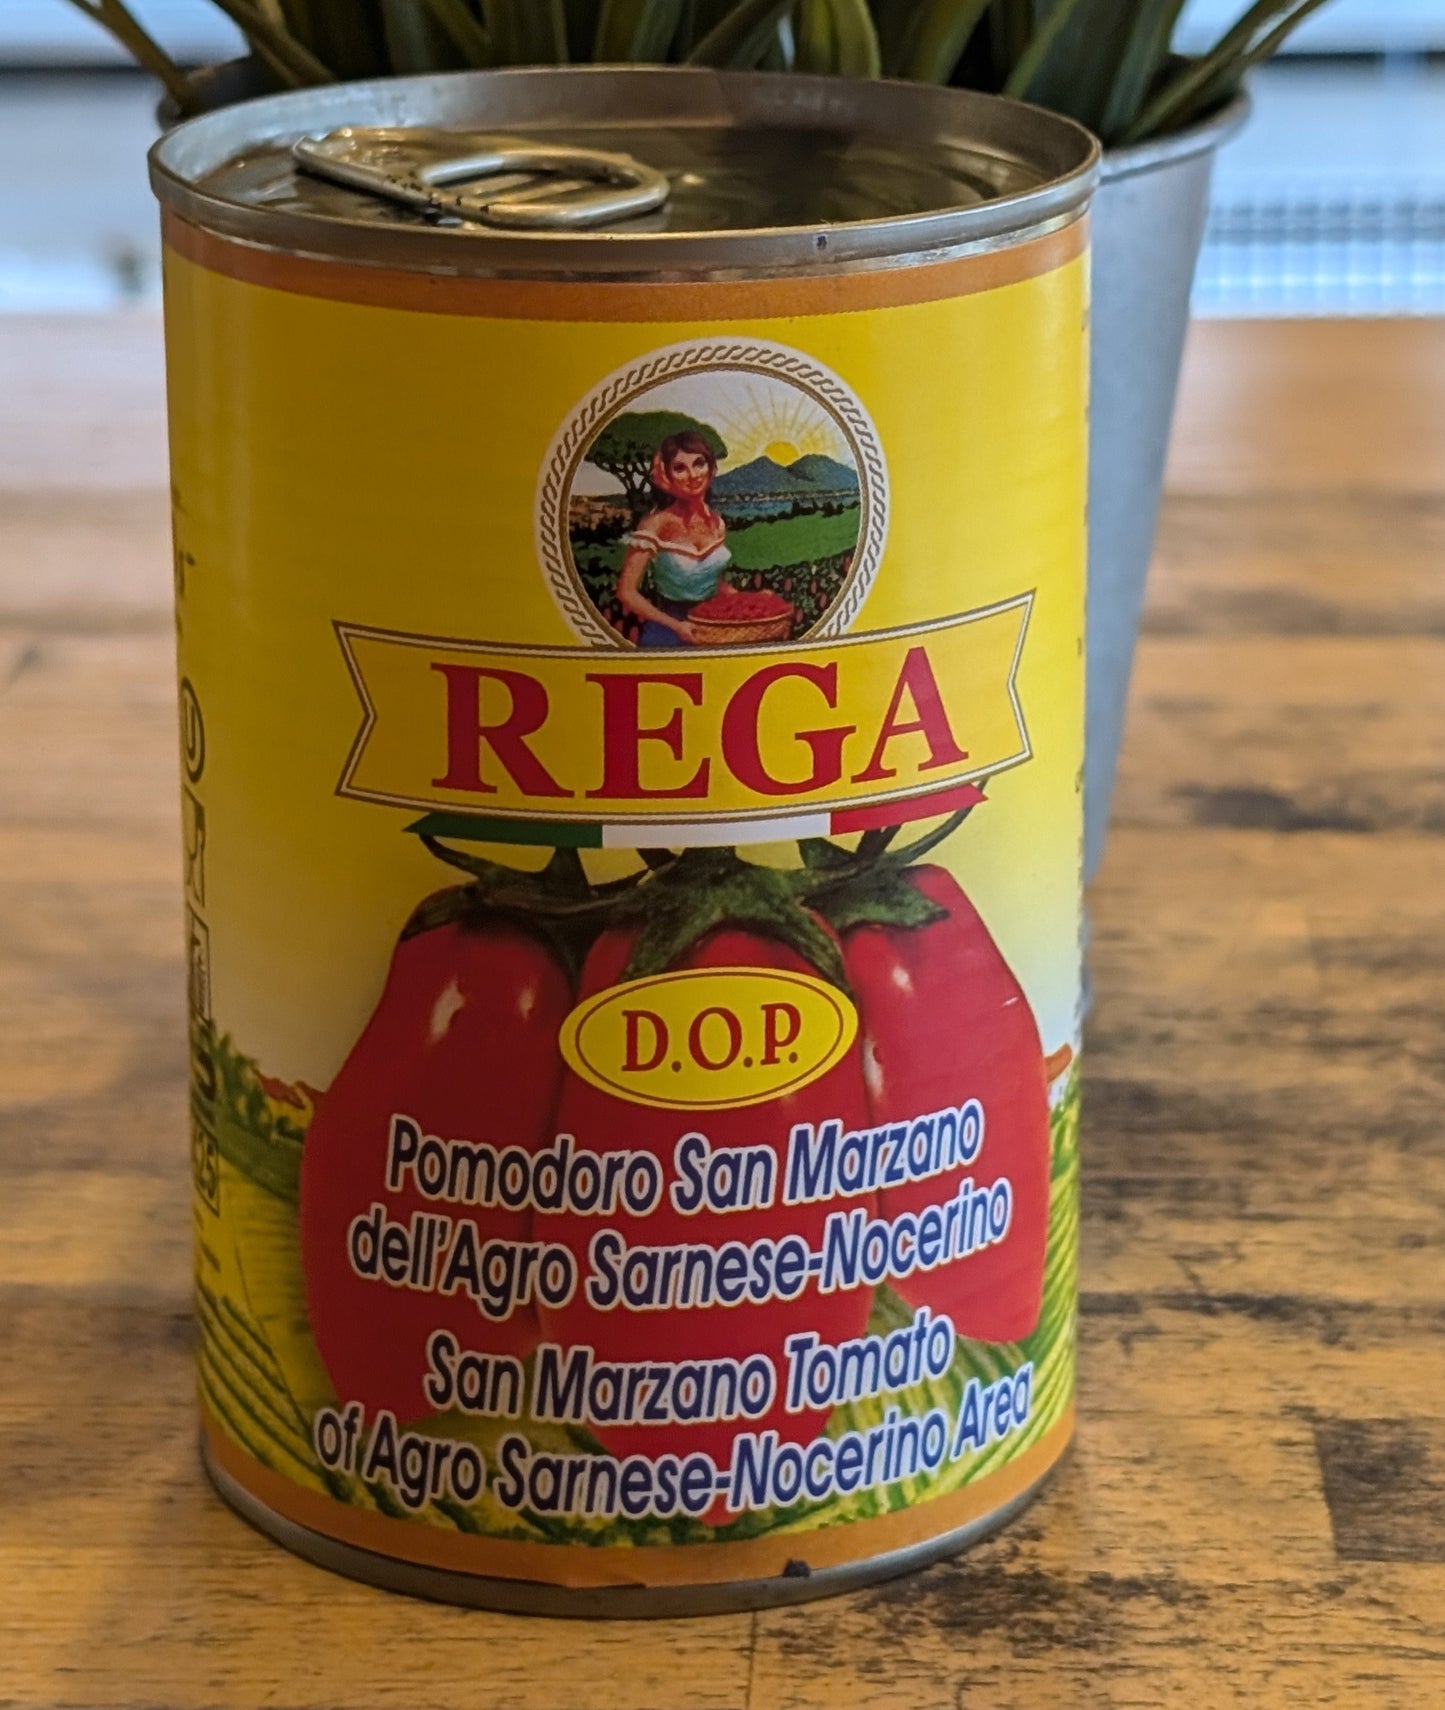 REGA
D.O.P.
Pomodoro San Marzano
dell'Agro Sarnese-Nocerino
San Marzano Tomato
of Agro Sarnese-Nocerino Area